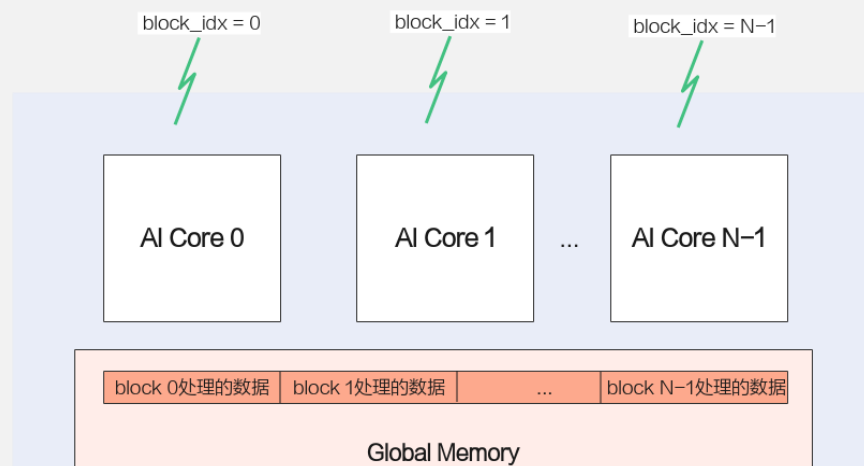 block_idx = 0 block_idx = 1 block_idx = N-1
AI Core 0 AI Core 1 ... AI Core N-1
block 0处理的数据 block 1处理的数据 ... block N-1处理的数据
Global Memory